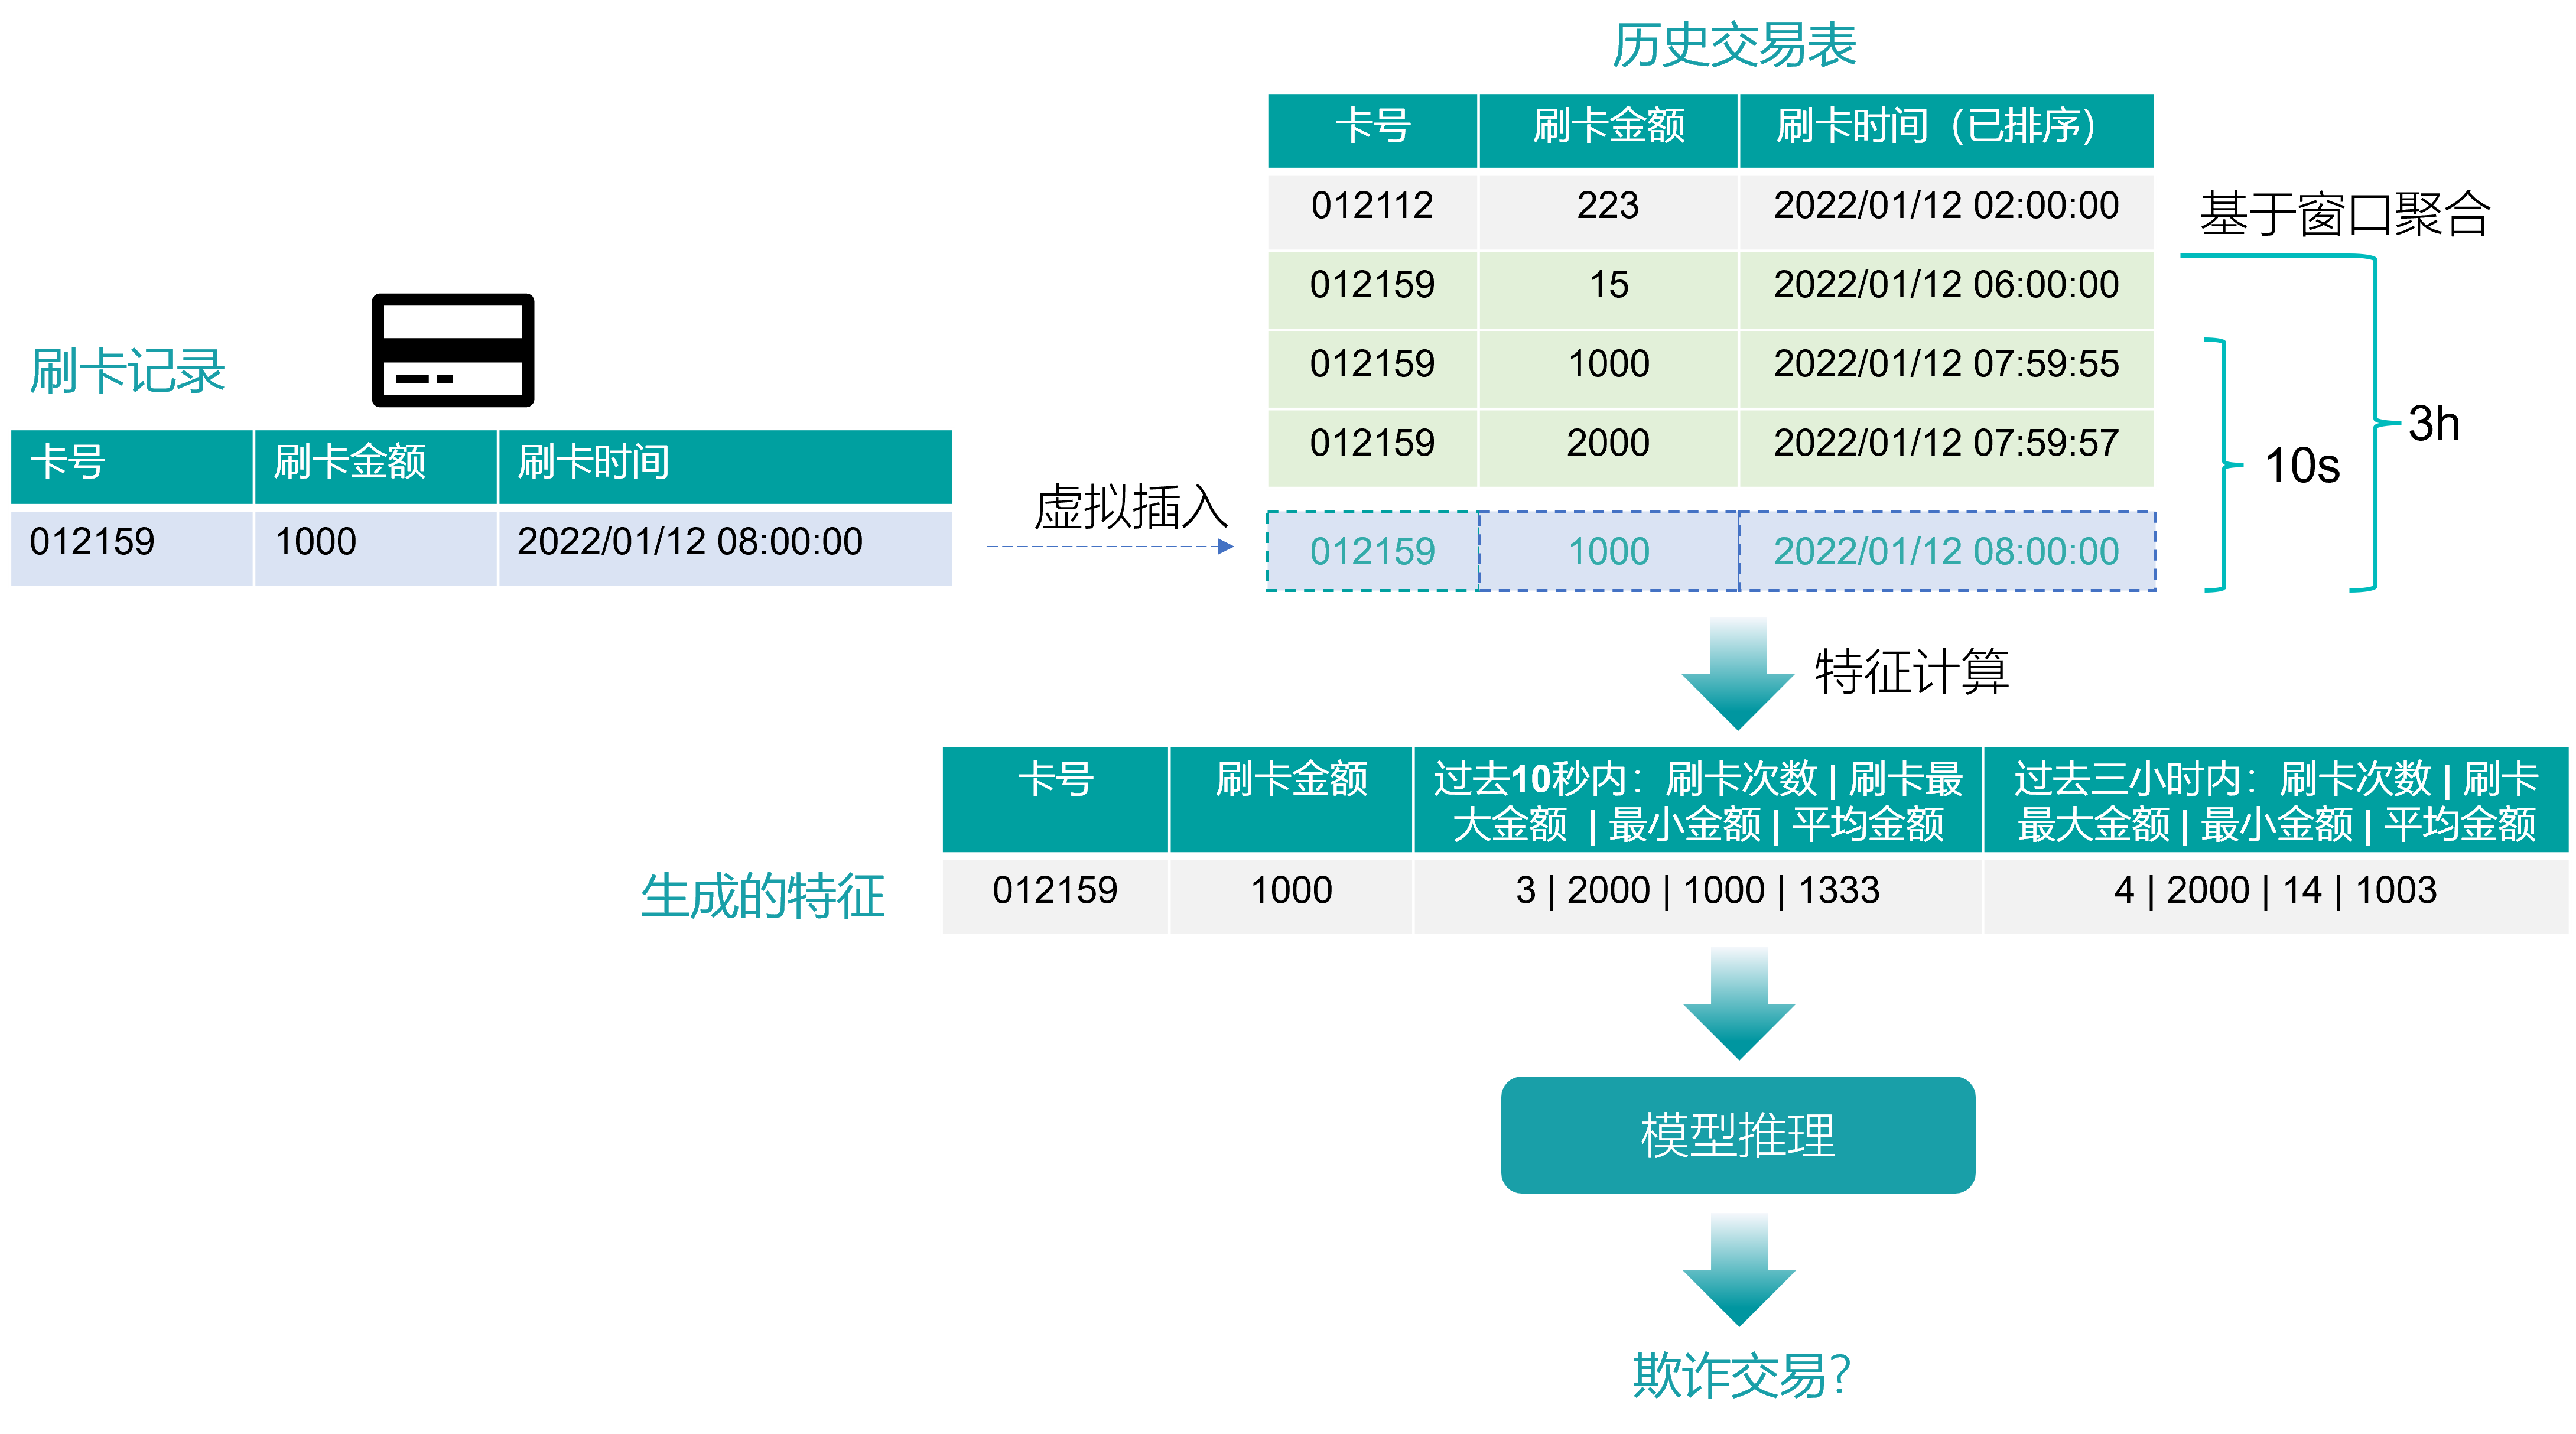 历史交易表
卡号 刷卡金额 刷卡时间（已排序）
012112 223 2022/01/12 02:00:00
012159 15 2022/01/12 06:00:00
012159 1000 2022/01/12 07:59:55
012159 2000 2022/01/12 07:59:57
012159 1000 2022/01/12 08:00:00
基于窗口聚合
3h
10s
刷卡记录
卡号 刷卡金额 刷卡时间
012159 1000 2022/01/12 08:00:00
虚拟插入
特征计算
卡号 刷卡金额 过去10秒内：刷卡次数 | 刷卡最 过去三小时内：刷卡次数 | 刷卡
大金额 | 最小金额 | 平均金额 最大金额 | 最小金额 | 平均金额
生成的特征
012159 1000 3 | 2000 | 1000 | 1333 4 | 2000 | 14 | 1003
模型推理
欺诈交易？